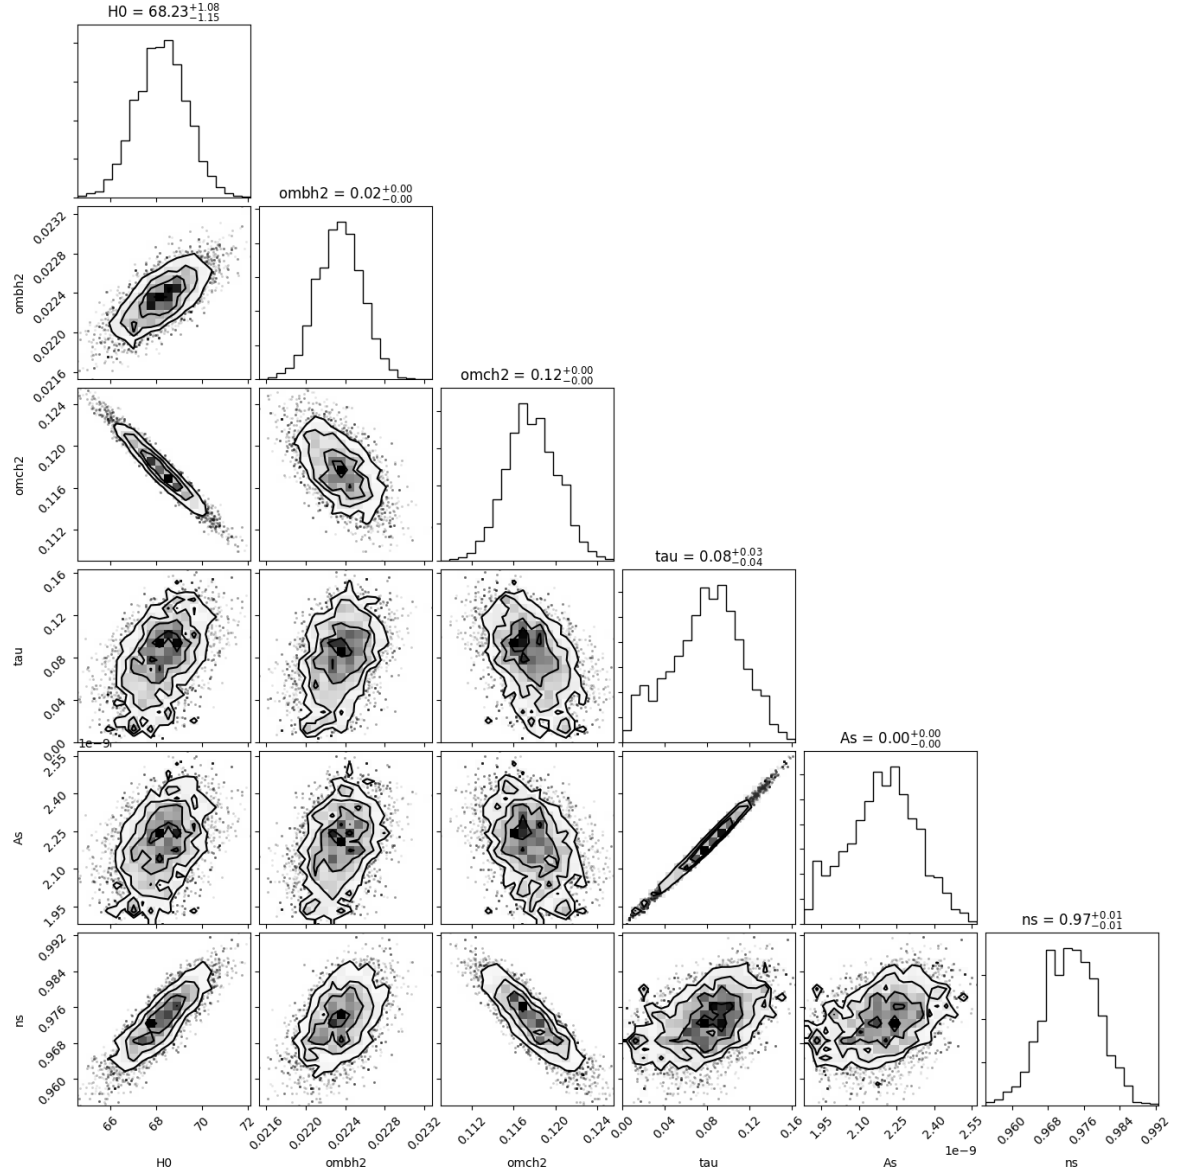 H0 = 68.23+1.08−1.15
ombh2 = 0.02+0.00−0.00
0.0232
0.0228
0.0224
0.0220
0.0216
ombh2
omch2 = 0.12+0.00−0.00
0.124
0.120
0.116
0.112
omch2
tau = 0.08+0.03−0.04
0.16
0.12
0.08
0.04
0.00
tau
As = 0.00+0.00−0.00
1e−9
2.55
2.40
2.25
2.10
1.95
As
ns = 0.97+0.01−0.01
0.992
0.984
0.976
0.968
0.960
ns
66 68 70 72
0.0216 0.0220 0.0224 0.0228 0.0232
0.112 0.116 0.120 0.124
0.00 0.04 0.08 0.12 0.16
1.95 2.10 2.25 2.40 2.55
1e−9
0.960 0.968 0.976 0.984 0.992
H0 ombh2 omch2 tau As ns